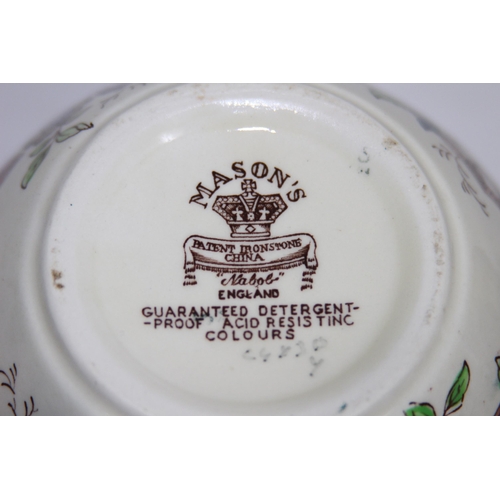 MASON'S
PATENT IRONSTONE
CHINA
"Nabob"
ENGLAND
GUARANTEED DETERGENT-
-PROOF ACID RESISTING
COLOURS